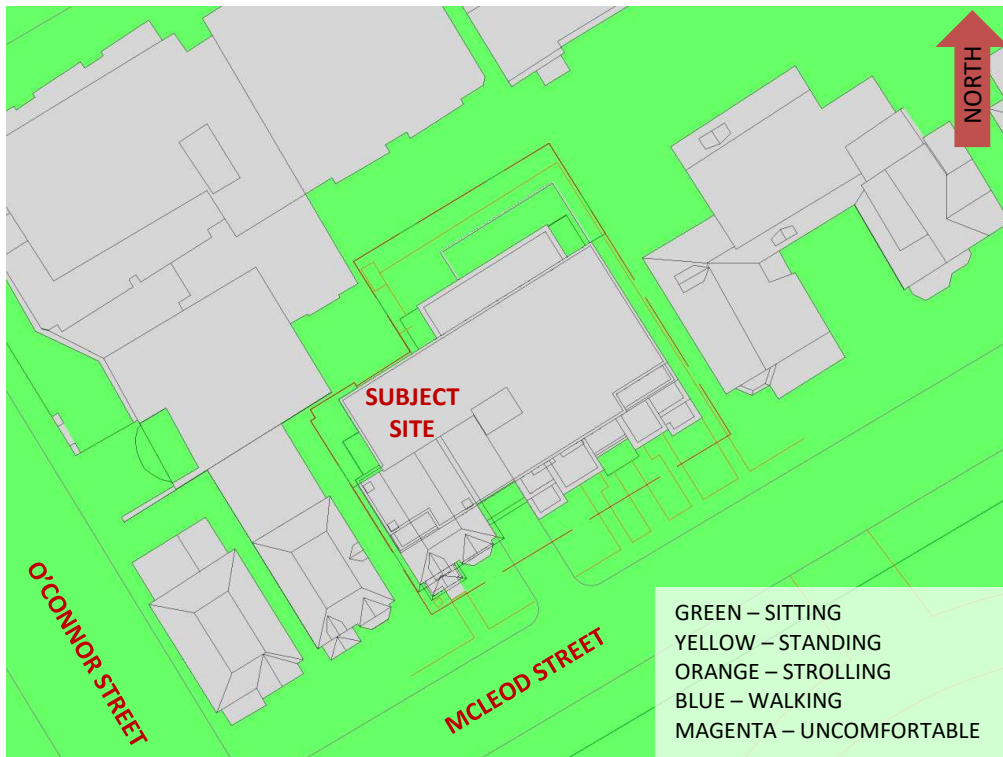 NORTH
SUBJECT
SITE
O'CONNOR STREET
MCLEOD STREET
GREEN – SITTING
YELLOW – STANDING
ORANGE – STROLLING
BLUE – WALKING
MAGENTA – UNCOMFORTABLE